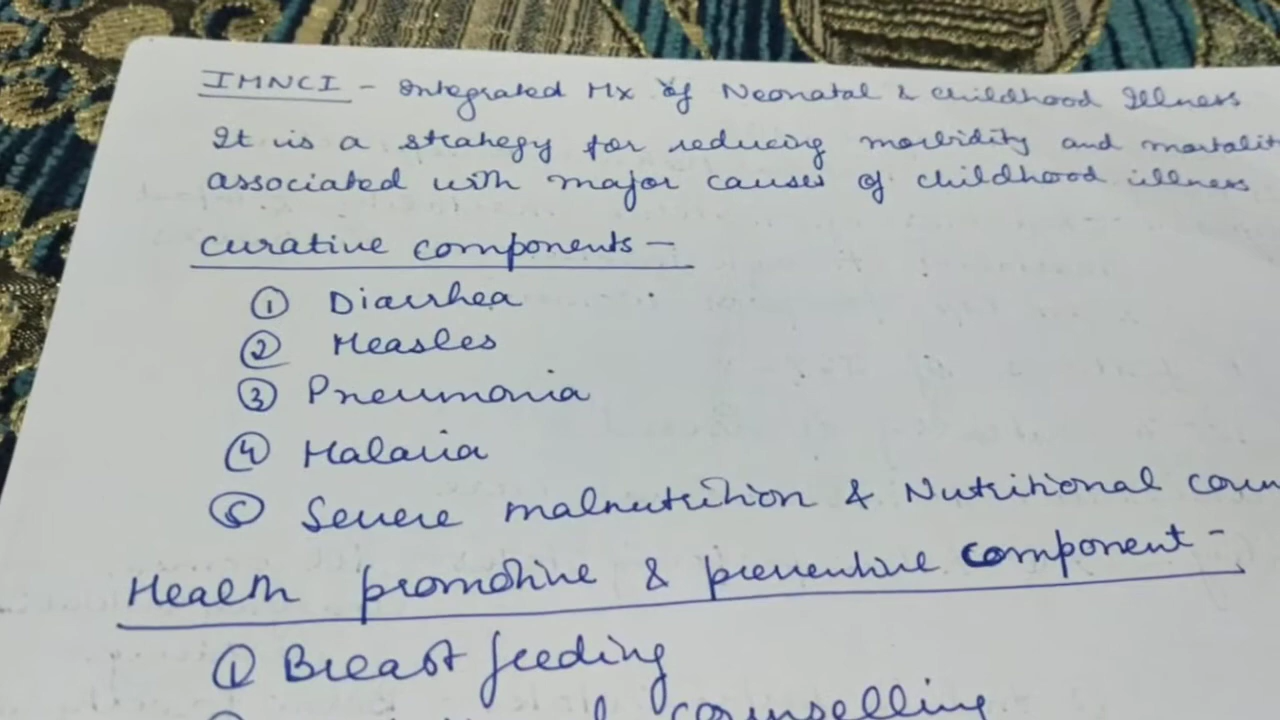 IMNCI - Integrated Mx of Neonatal & childhood Illness
It is a strategy for reducing morbidity and mortalit
associated with major causes of childhood illness
Curative components -
① Diarrhea
② Measles
③ Pneumonia
④ Malaria
⑤ Severe malnutrition & Nutritional coun
Health promotive & preventive component -
① Breast feeding
counselling